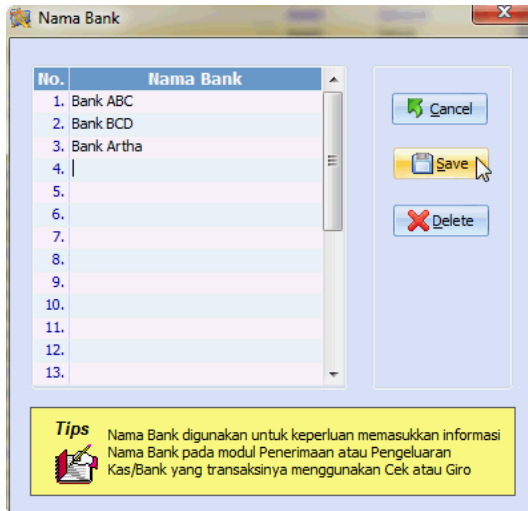 Nama Bank
No. Nama Bank
1. Bank ABC
2. Bank BCD
3. Bank Artha
4.
5.
6.
7.
8.
9.
10.
11.
12.
13.
Cancel
Save
Delete
Tips
Nama Bank digunakan untuk keperluan memasukkan informasi
Nama Bank pada modul Penerimaan atau Pengeluaran
Kas/Bank yang transaksinya menggunakan Cek atau Giro